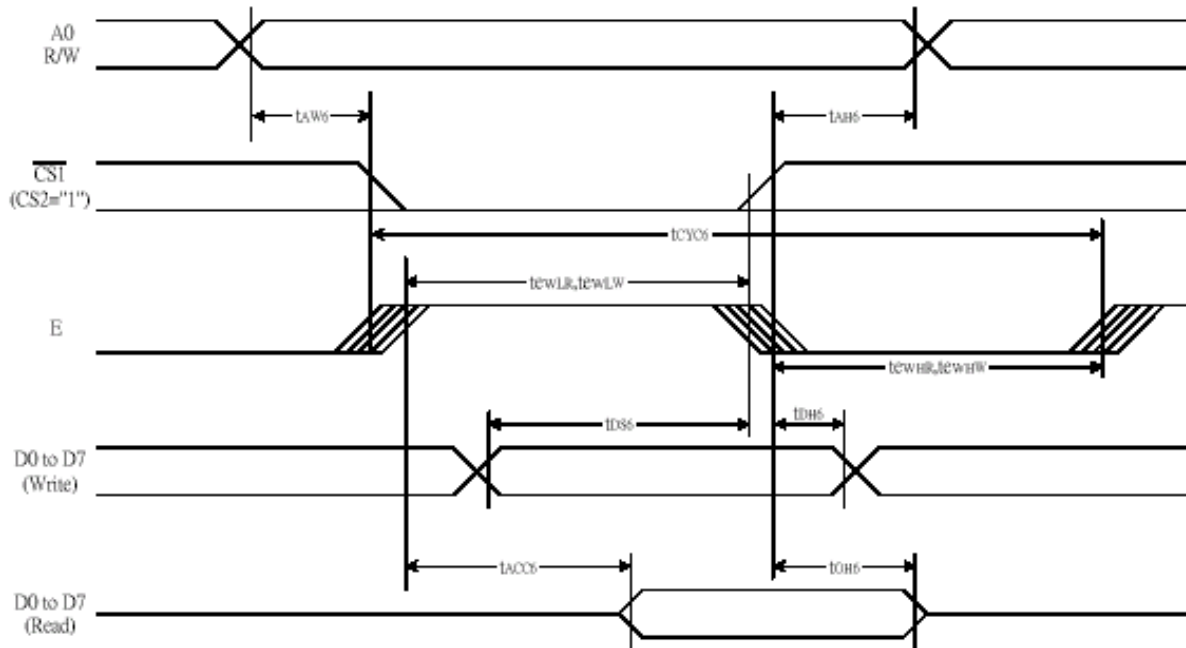 A0
R/W
tAW6
tAH6
CS1
(CS2="1")
tCYC6
tEWLR,tEWLW
E
tEWHR,tEWHW
tDS6
tDH6
D0 to D7
(Write)
tACC6
tOH6
D0 to D7
(Read)